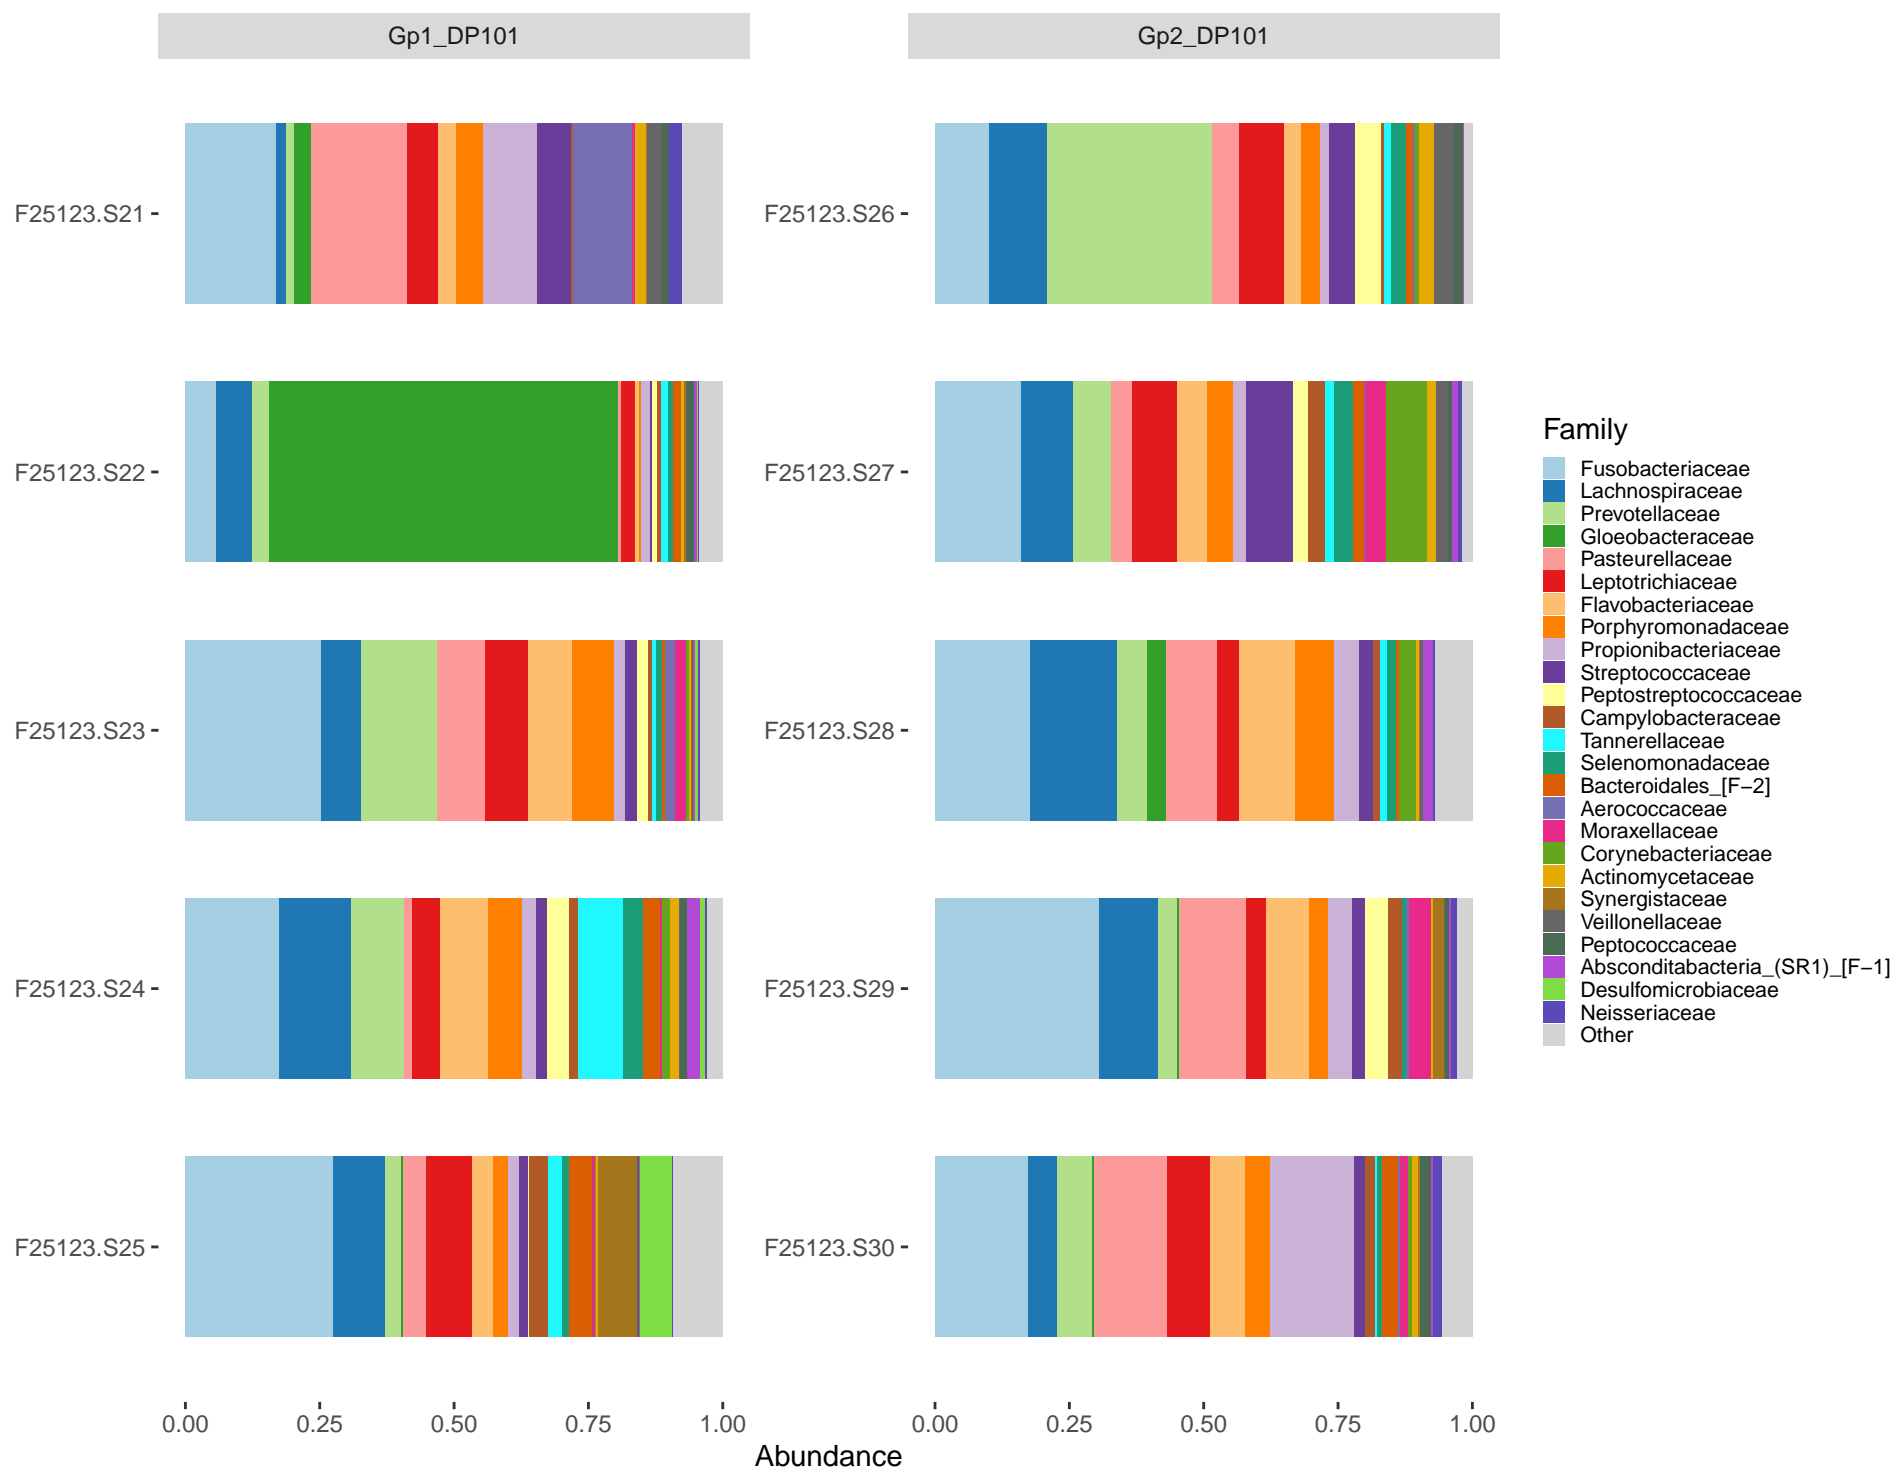 Gp1_DP101
Gp2_DP101
F25123.S21
F25123.S26
F25123.S22
F25123.S27
F25123.S23
F25123.S28
F25123.S24
F25123.S29
F25123.S25
F25123.S30
0.00 0.25 0.50 0.75 1.00
0.00 0.25 0.50 0.75 1.00
Abundance
Family
Fusobacteriaceae
Lachnospiraceae
Prevotellaceae
Gloeobacteraceae
Pasteurellaceae
Leptotrichiaceae
Flavobacteriaceae
Porphyromonadaceae
Propionibacteriaceae
Streptococcaceae
Peptostreptococcaceae
Campylobacteraceae
Tannerellaceae
Selenomonadaceae
Bacteroidales_[F−2]
Aerococcaceae
Moraxellaceae
Corynebacteriaceae
Actinomycetaceae
Synergistaceae
Veillonellaceae
Peptococcaceae
Absconditabacteria_(SR1)_[F−1]
Desulfomicrobiaceae
Neisseriaceae
Other